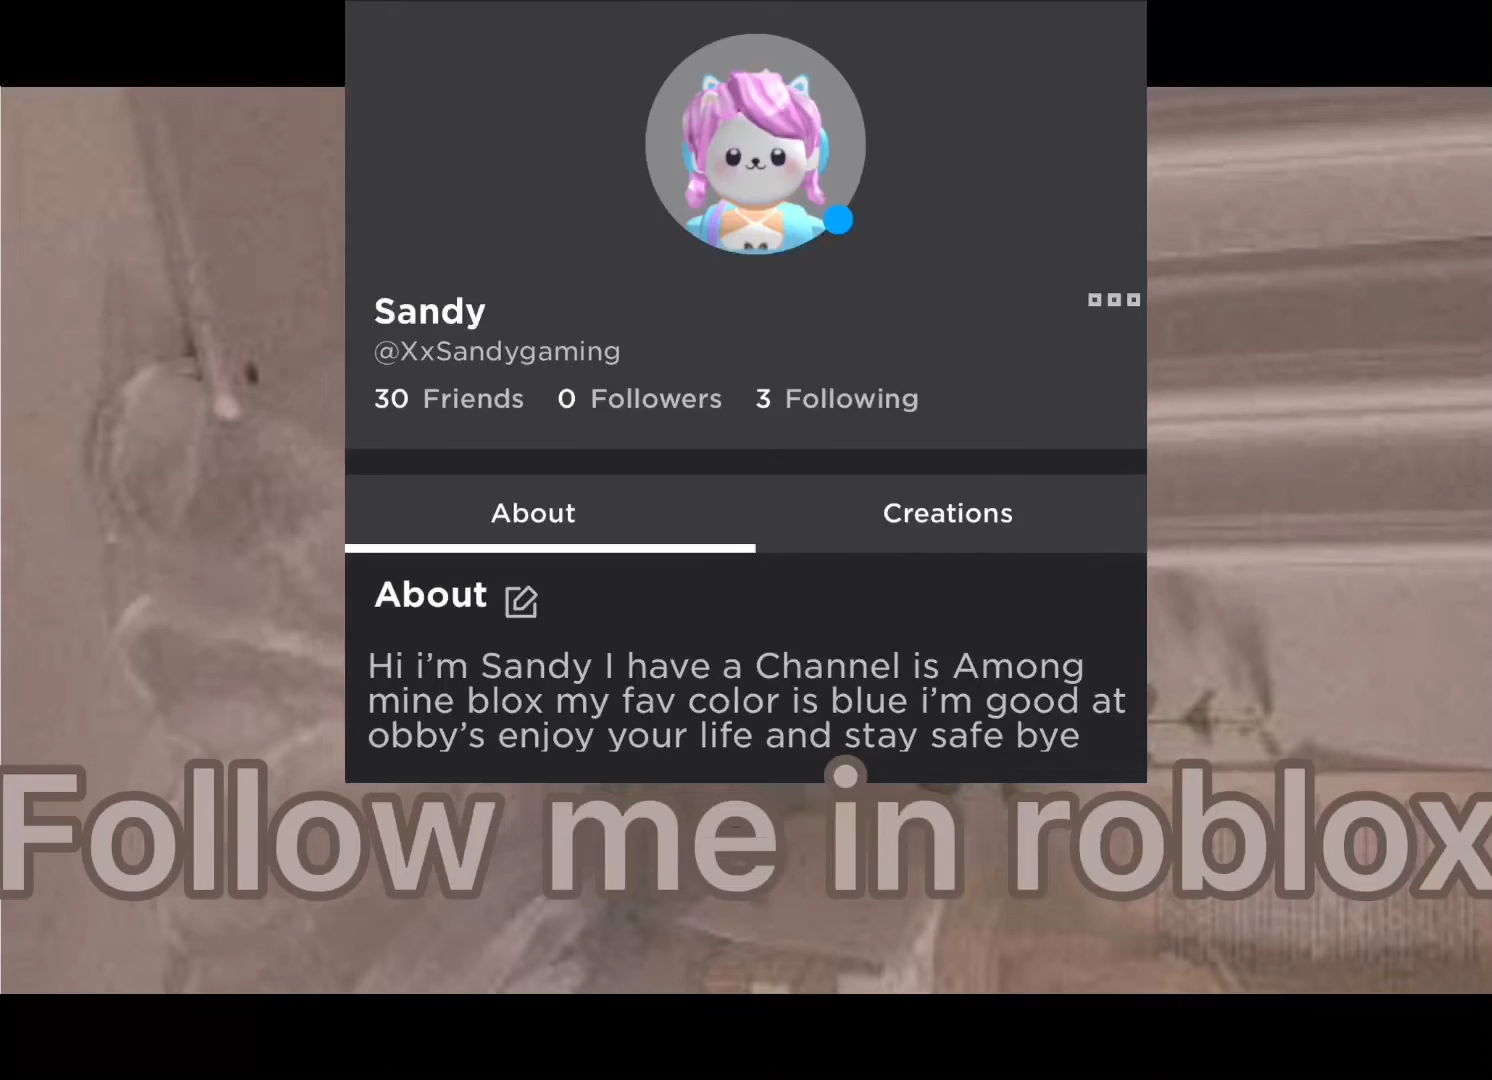 Sandy
@XxSandygaming
30 Friends 0 Followers 3 Following
About Creations
About
Hi i’m Sandy I have a Channel is Among
mine blox my fav color is blue i’m good at
obby’s enjoy your life and stay safe bye
Follow me in roblox